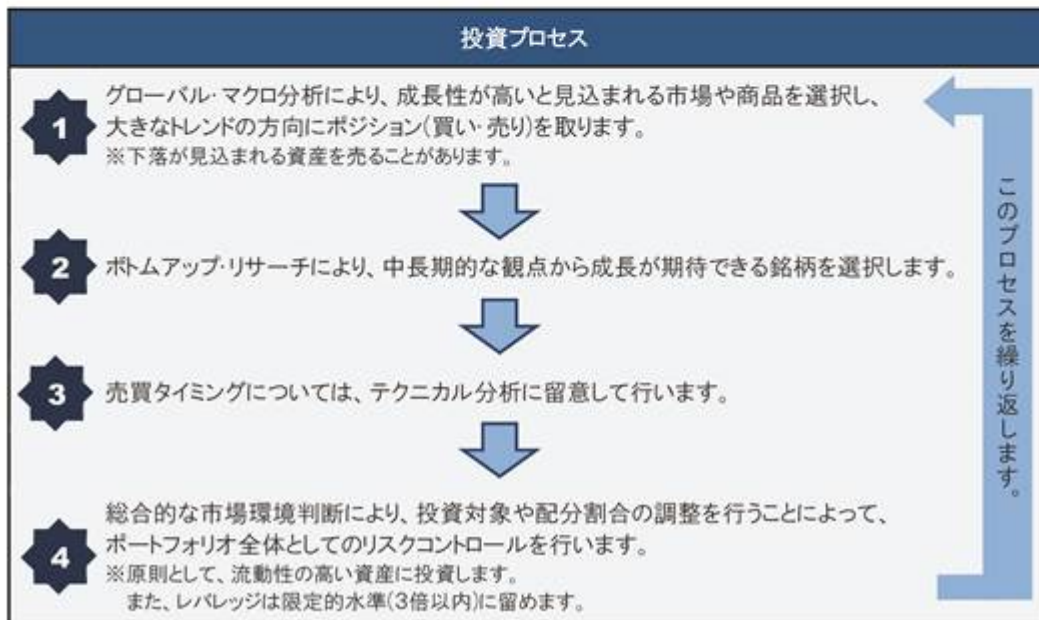 投資プロセス
1
グローバル・マクロ分析により、成長性が高いと見込まれる市場や商品を選択し、
大きなトレンドの方向にポジション(買い・売り)を取ります。
※下落が見込まれる資産を売ることがあります。
2
ボトムアップ・リサーチにより、中長期的な観点から成長が期待できる銘柄を選択します。
3
売買タイミングについては、テクニカル分析に留意して行います。
4
総合的な市場環境判断により、投資対象や配分割合の調整を行うことによって、
ポートフォリオ全体としてのリスクコントロールを行います。
※原則として、流動性の高い資産に投資します。
また、レバレッジは限定的水準(3倍以内)に留めます。
このプロセスを繰り返します。